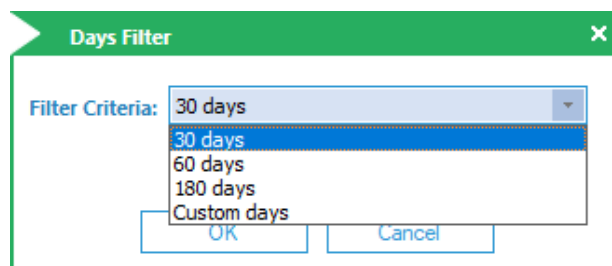 Days Filter
Filter Criteria: 30 days
30 days
60 days
180 days
Custom days
OK Cancel